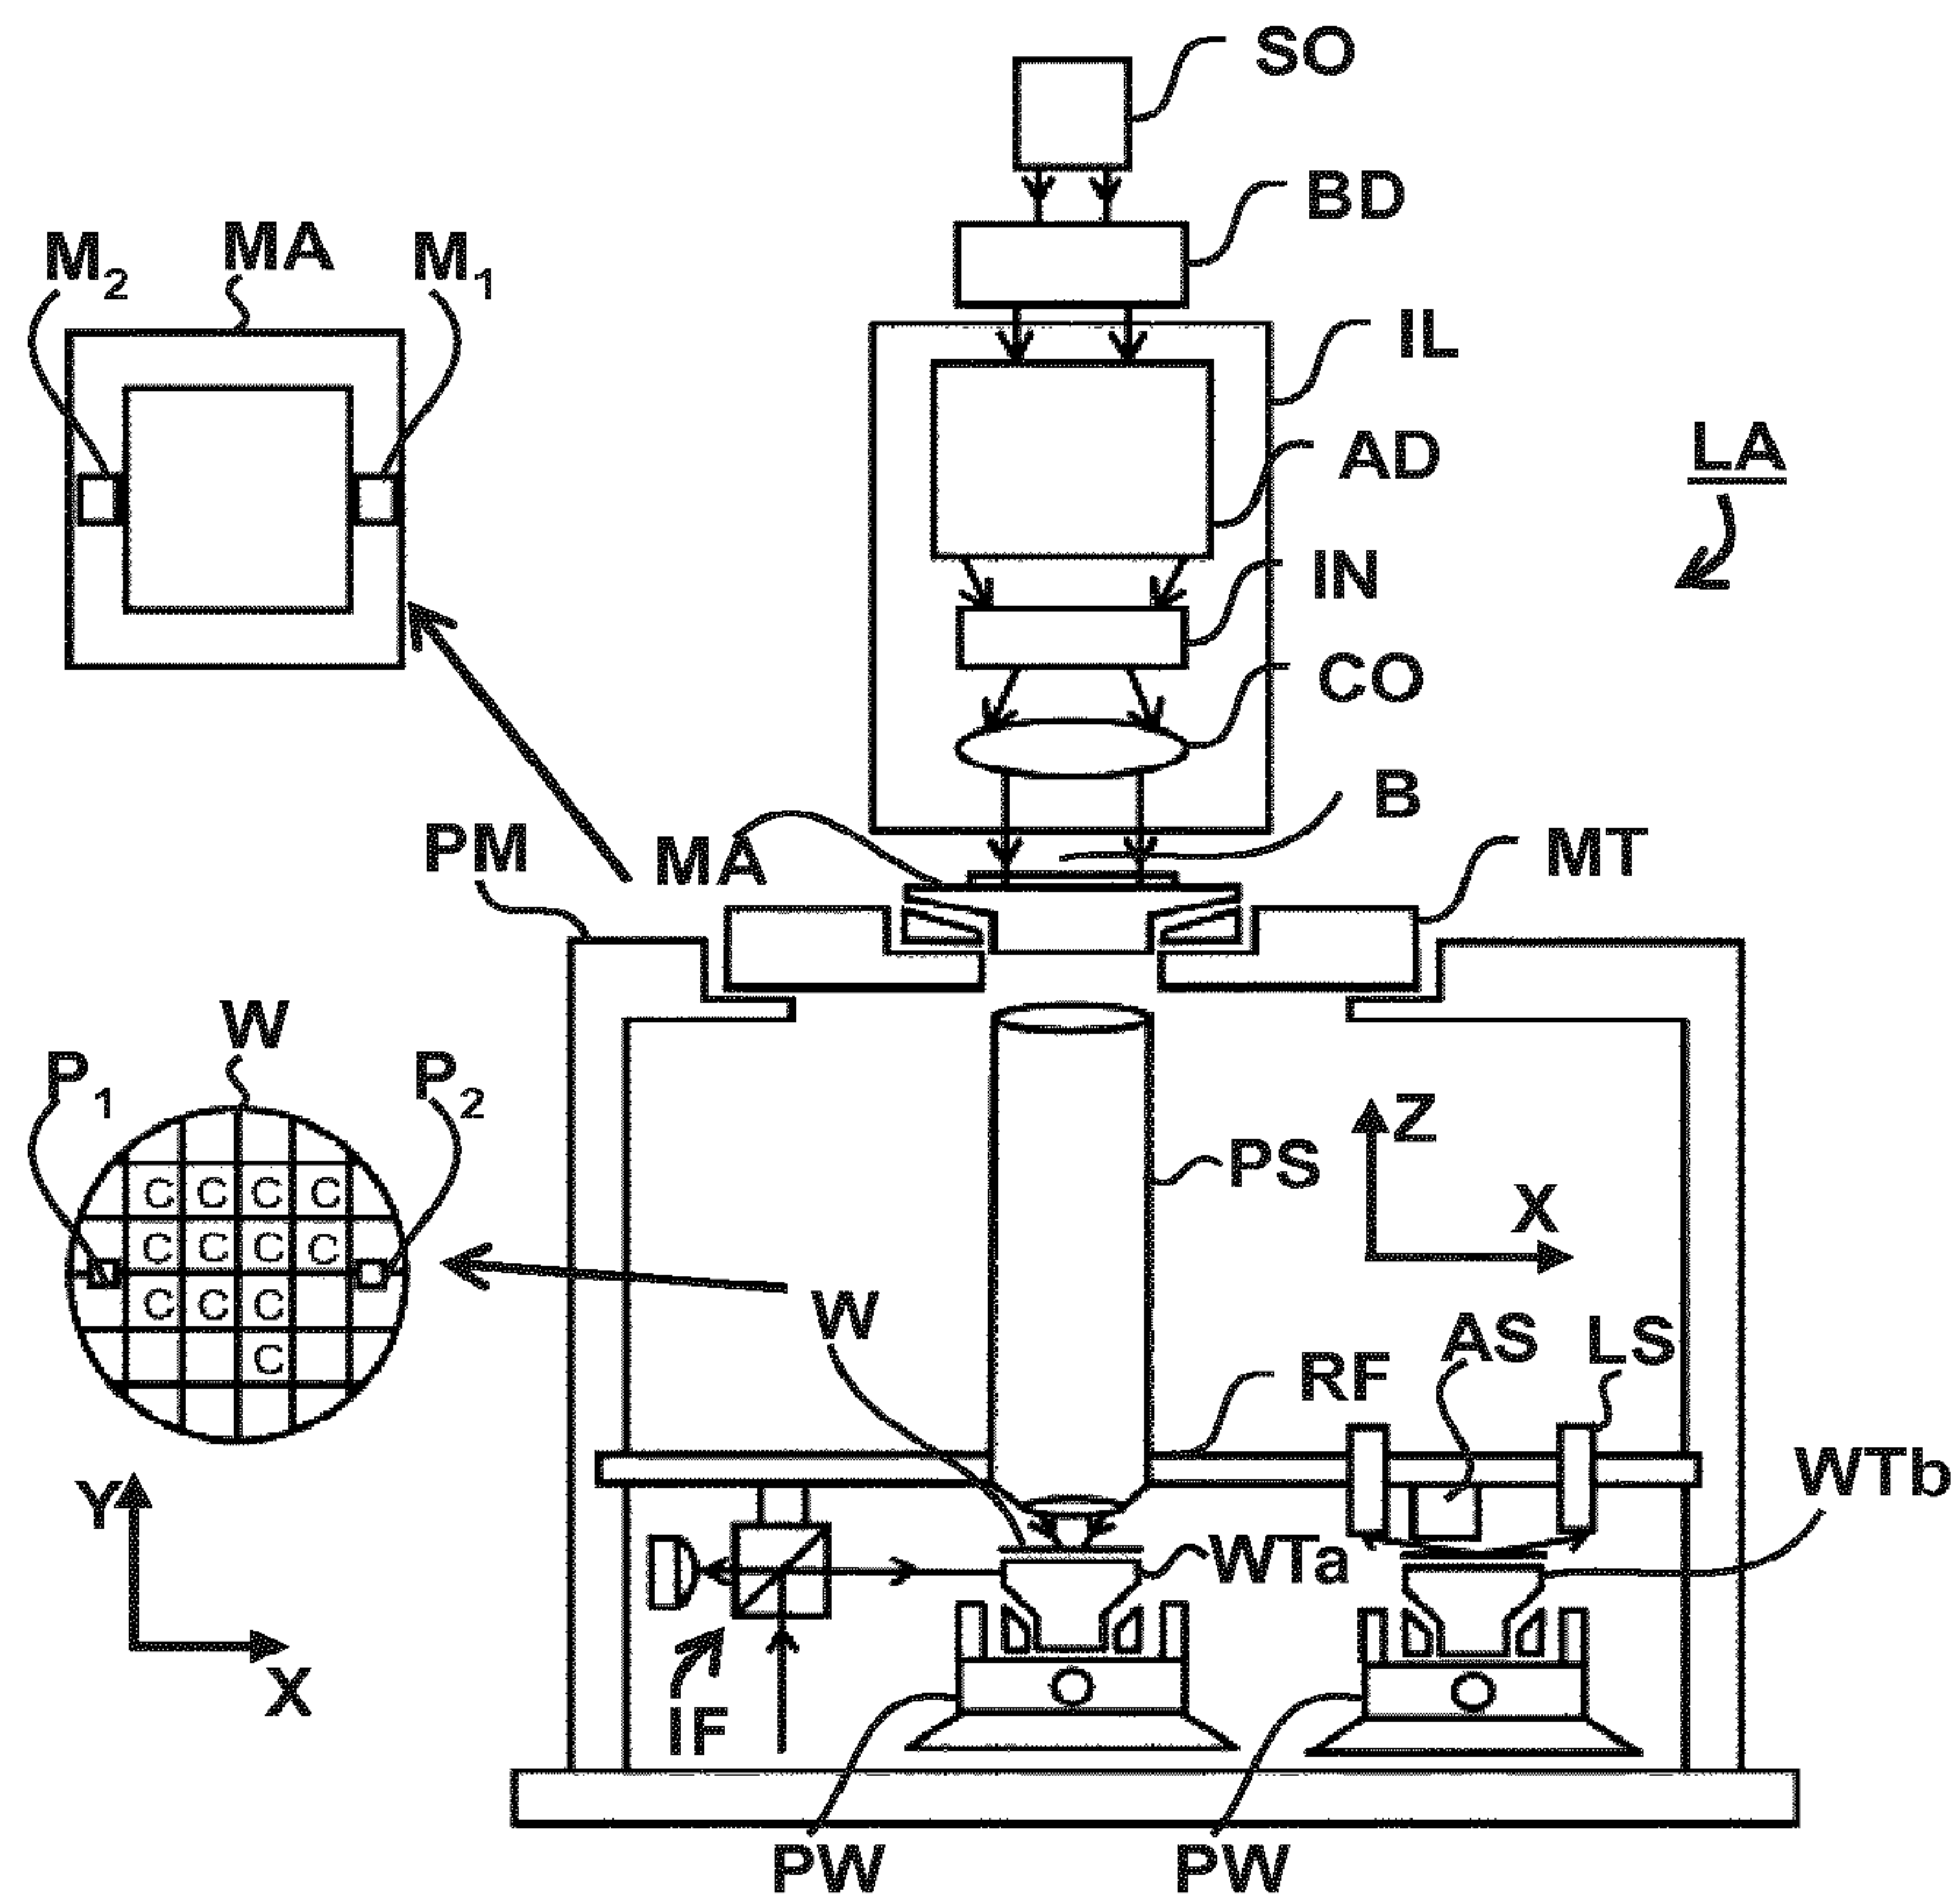 SO
BD
M2 MA M1
IL
AD
LA
IN
CO
B
PM MA MT
W
P1 P2
Z
PS
C C C C
X
C C C C
C C C
W AS LS
C
RF
Y
WTb
WTa
X
IF
PW PW